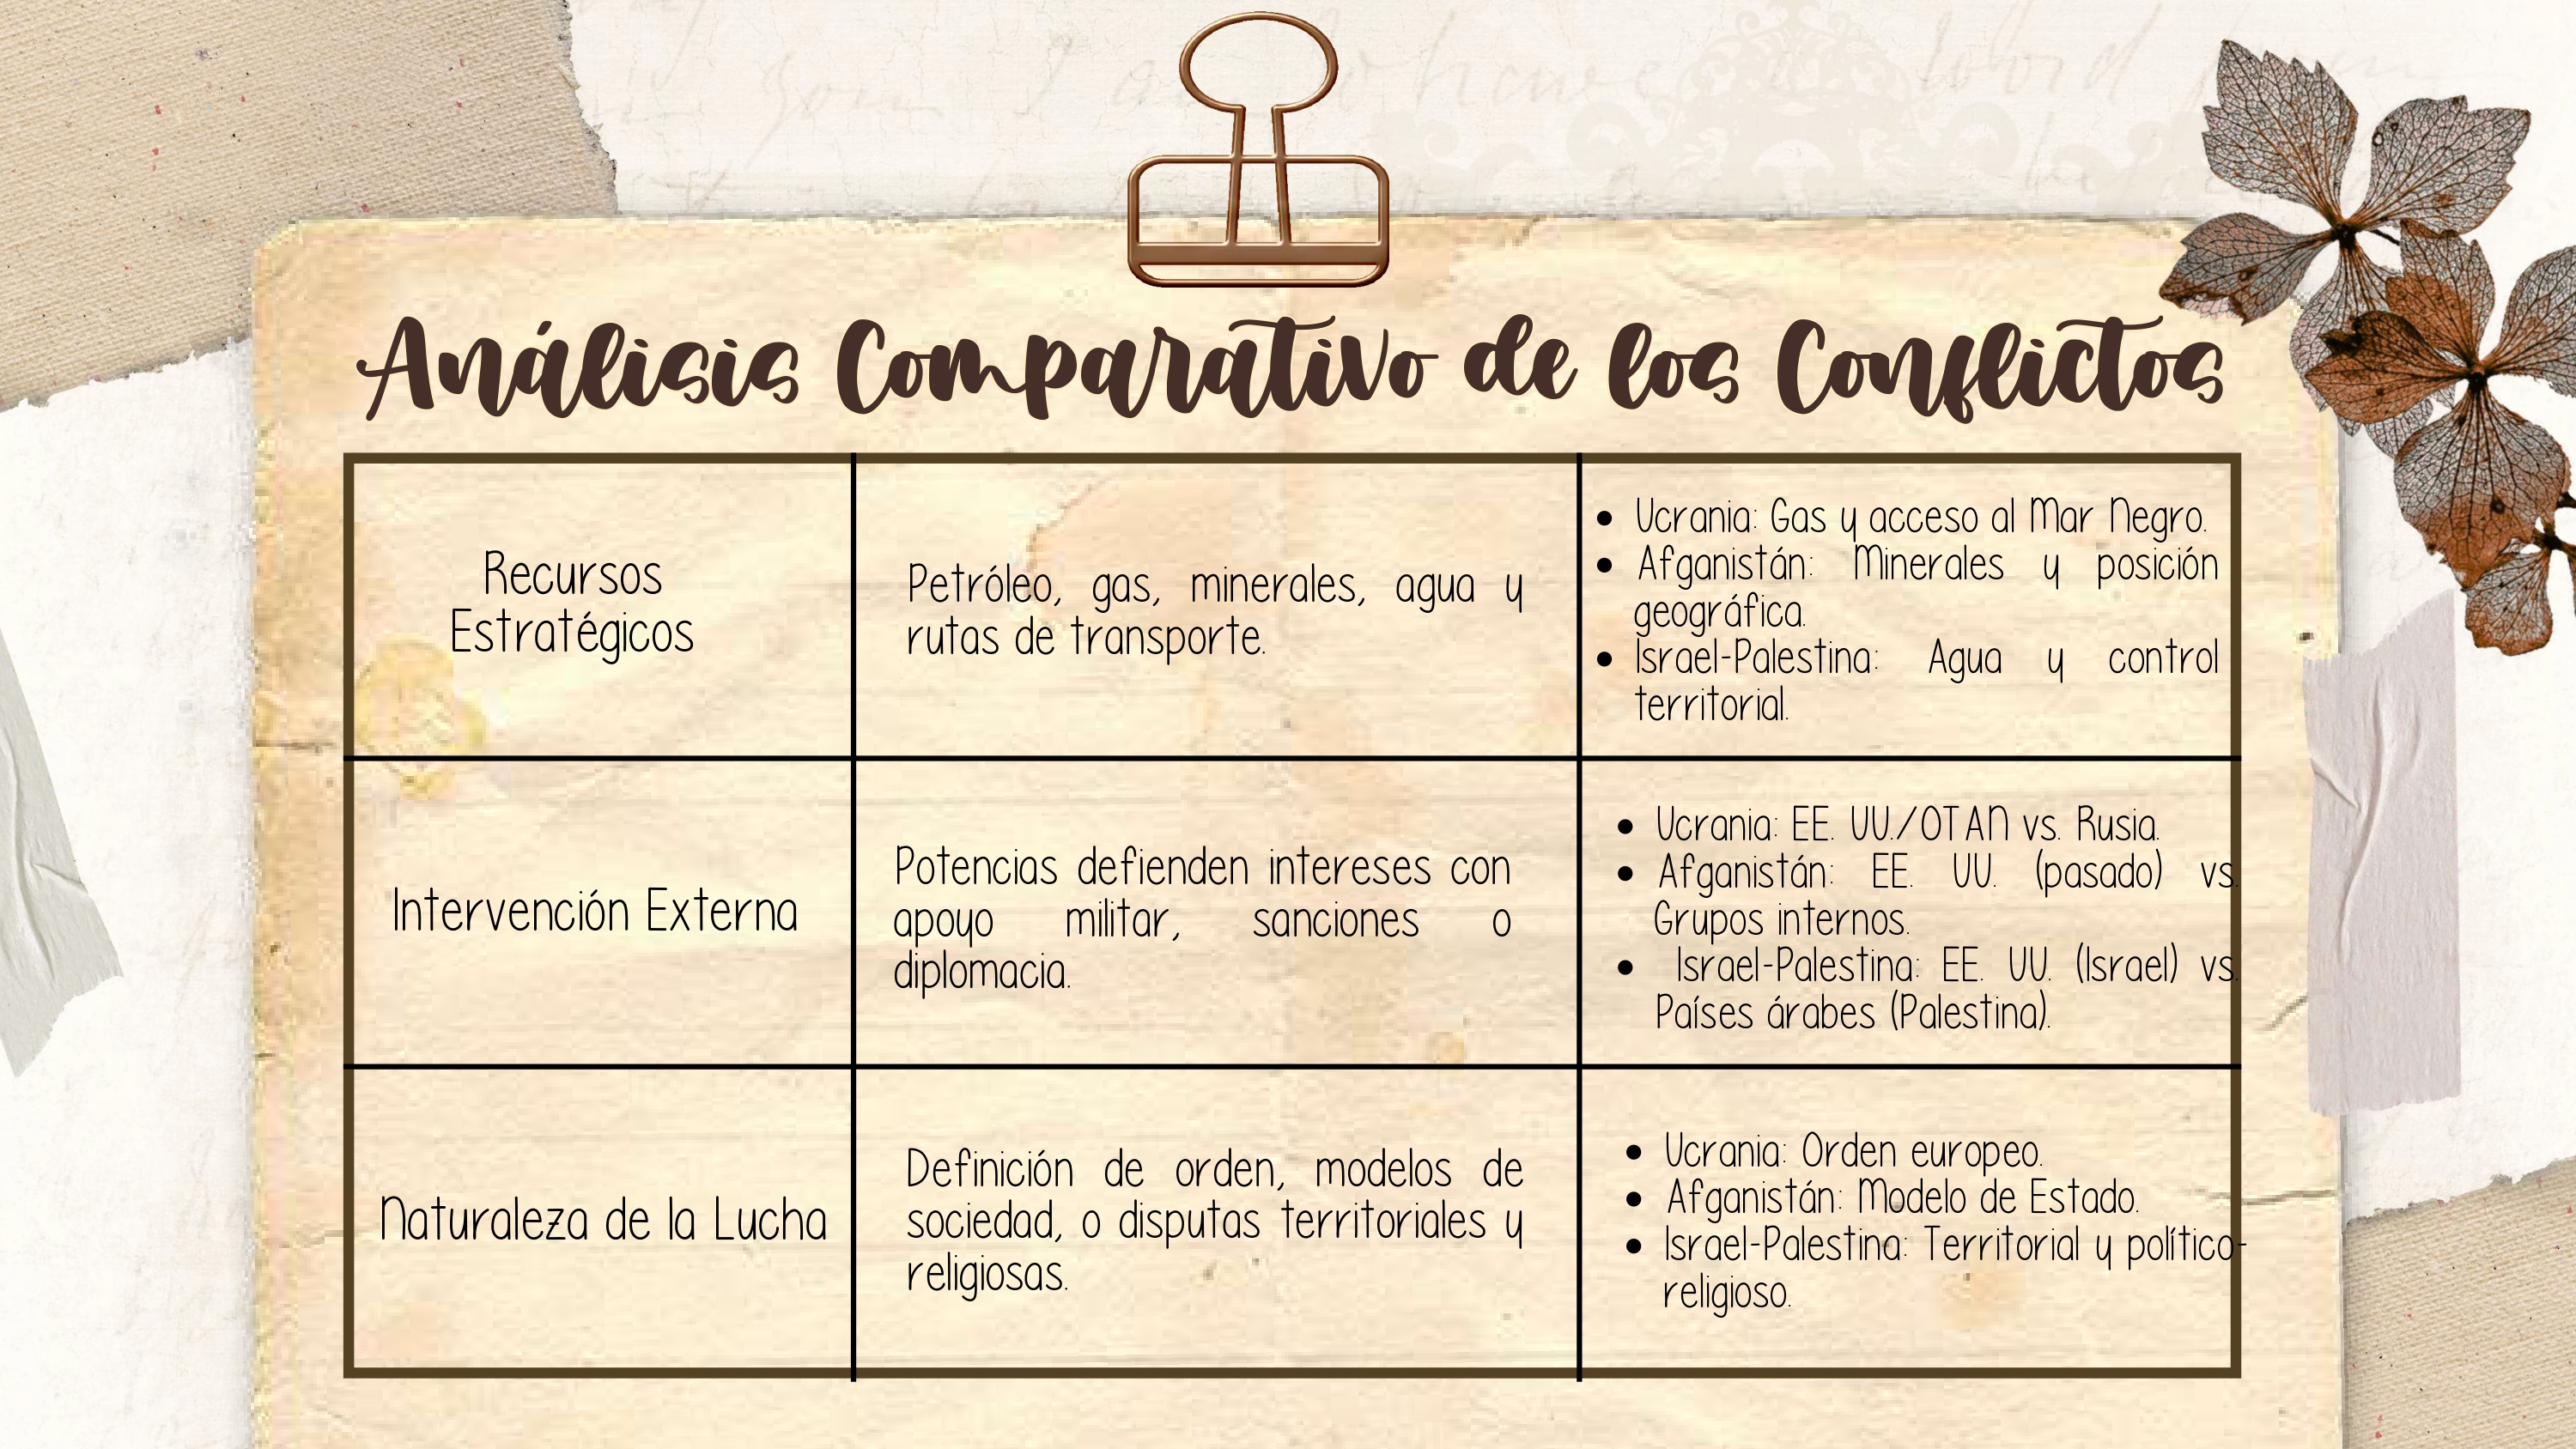 Análisis Comparativo de los Conflictos
Recursos
Estratégicos
Petróleo, gas, minerales, agua y
rutas de transporte.
• Ucrania: Gas y acceso al Mar Negro.
• Afganistán: Minerales y posición
geográfica.
• Israel-Palestina: Agua y control
territorial.
Intervención Externa
Potencias defienden intereses con
apoyo militar, sanciones o
diplomacia.
• Ucrania: EE. UU./OTAN vs. Rusia.
• Afganistán: EE. UU. (pasado) vs.
Grupos internos.
• Israel-Palestina: EE. UU. (Israel) vs.
Países árabes (Palestina).
Naturaleza de la Lucha
Definición de orden, modelos de
sociedad, o disputas territoriales y
religiosas.
• Ucrania: Orden europeo.
• Afganistán: Modelo de Estado.
• Israel-Palestina: Territorial y político-
religioso.